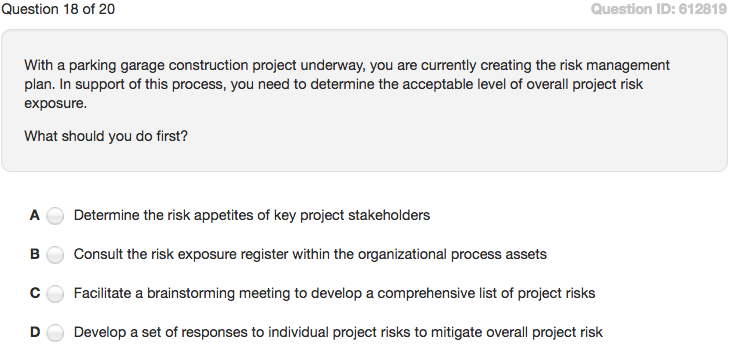 Question 18 of 20
Question ID: 612819
With a parking garage construction project underway, you are currently creating the risk management
plan. In support of this process, you need to determine the acceptable level of overall project risk
exposure.
What should you do first?
A Determine the risk appetites of key project stakeholders
B Consult the risk exposure register within the organizational process assets
C Facilitate a brainstorming meeting to develop a comprehensive list of project risks
D Develop a set of responses to individual project risks to mitigate overall project risk